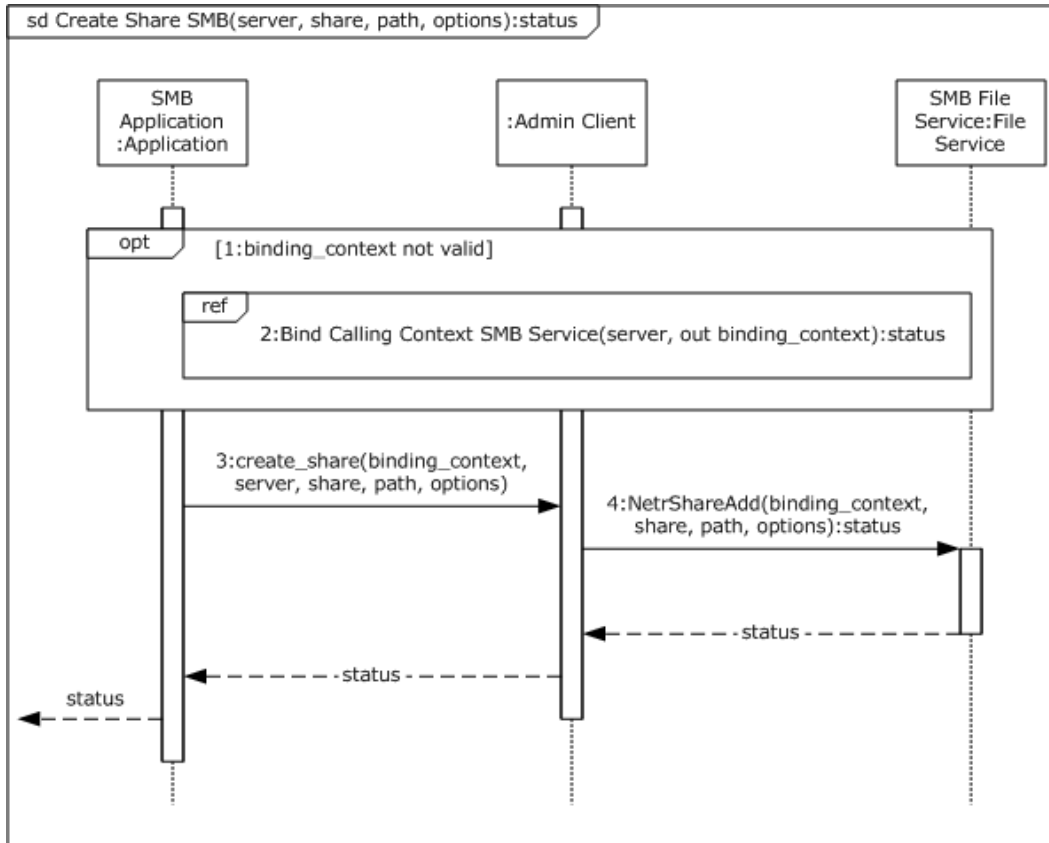 sd Create Share SMB(server, share, path, options):status
SMB
Application
:Application
:Admin Client
SMB File
Service:File
Service
opt
[1:binding_context not valid]
ref
2:Bind Calling Context SMB Service(server, out binding_context):status
3:create_share(binding_context,
server, share, path, options)
4:NetrShareAdd(binding_context,
share, path, options):status
status
status
status